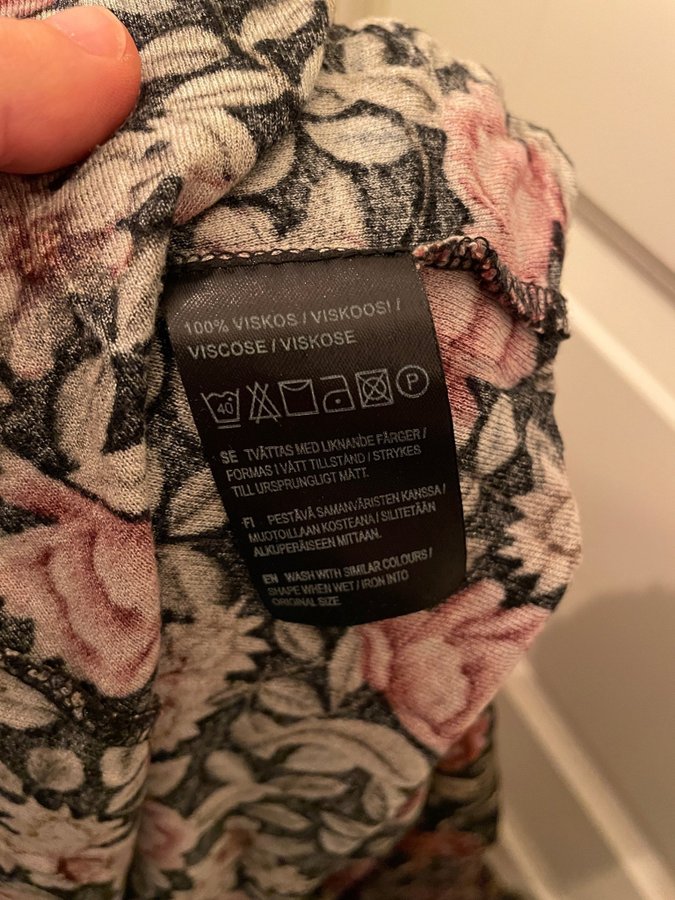 100% VISKOS / VISKOOSI /
VISCOSE / VISKOSE
40 P
SE TVÄTTAS MED LIKNANDE FÄRGER /
FORMAS I VÅTT TILLSTÅND / STRYKES
TILL URSPRUNGLIGT MÅTT.
FI PESTÄVÄ SAMANVÄRISTEN KANSSA /
MUOTOILLAAN KOSTEANA / SILITETÄÄN
ALKUPERÄISEEN MITTAAN.
EN WASH WITH SIMILAR COLOURS /
SHAPE WHEN WET / IRON INTO
ORIGINAL SIZE.